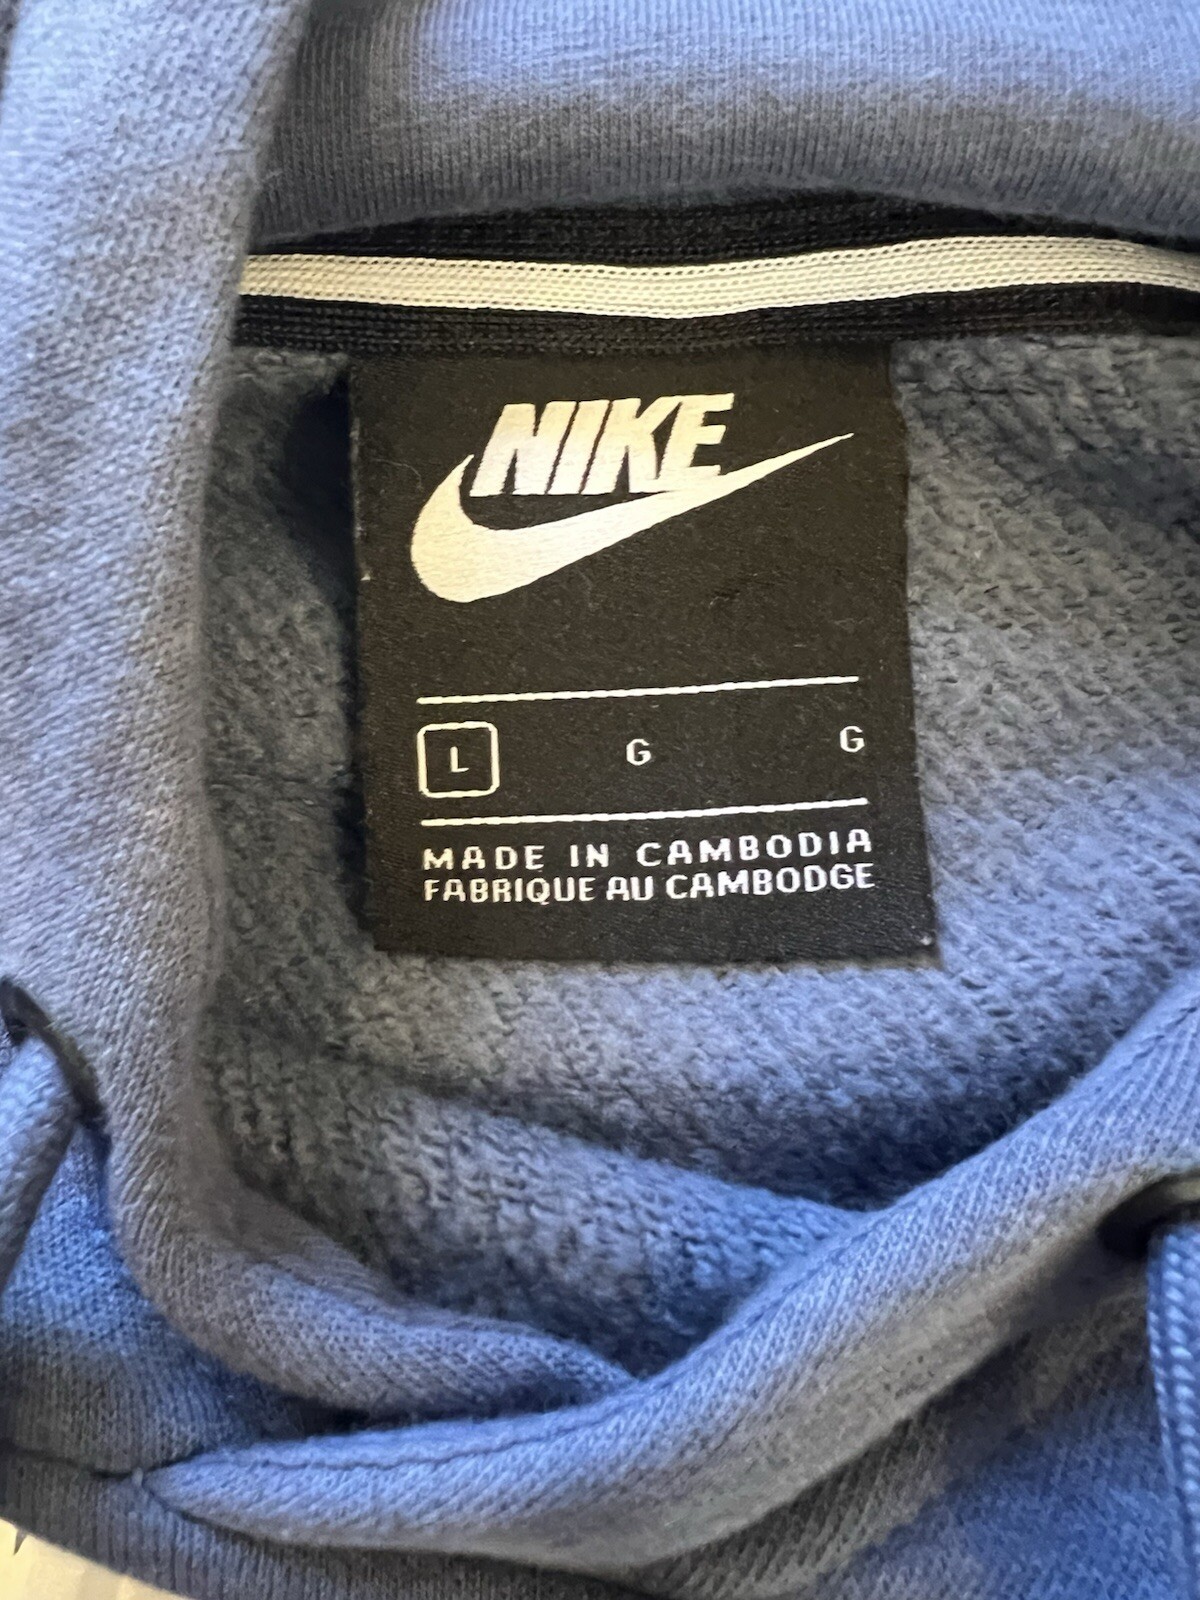 NIKE
L G G
MADE IN CAMBODIA
FABRIQUE AU CAMBODGE